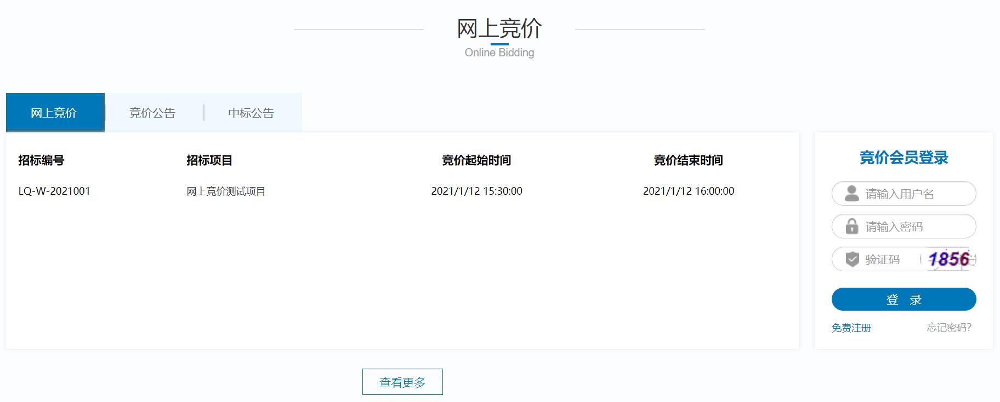 网上竞价
Online Bidding
网上竞价 竞价公告 中标公告
招标编号 招标项目 竞价起始时间 竞价结束时间
LQ-W-2021001 网上竞价测试项目 2021/1/12 15:30:00 2021/1/12 16:00:00
竞价会员登录
请输入用户名
请输入密码
验证码 1856
登 录
免费注册 忘记密码?
查看更多